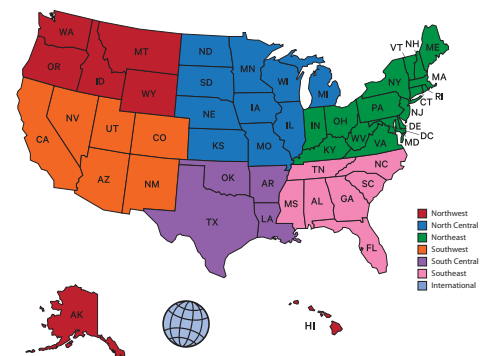 WA
MT
ND
MN
VT
NH
ME
OR
ID
SD
WI
MI
NY
MA
WY
NE
IA
IL
IN
OH
PA
RI
CT
NJ
NV
UT
CO
KS
MO
KY
WV
VA
DE
DC
MD
CA
AZ
NM
OK
AR
TN
NC
SC
TX
LA
MS
AL
GA
FL
AK
HI
Northwest
North Central
Northeast
Southwest
South Central
Southeast
International